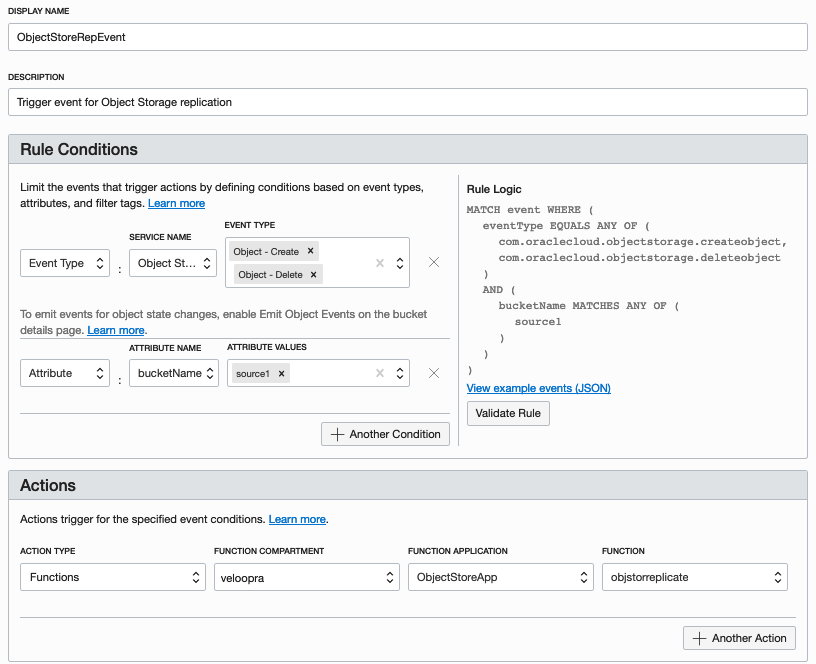 DISPLAY NAME
ObjectStoreRepEvent
DESCRIPTION
Trigger event for Object Storage replication
Rule Conditions
Limit the events that trigger actions by defining conditions based on event types,
attributes, and filter tags. Learn more
SERVICE NAME
EVENT TYPE
Event Type
:
Object St...
Object - Create ×
Object - Delete ×
To emit events for object state changes, enable Emit Object Events on the bucket
details page. Learn more.
ATTRIBUTE NAME
ATTRIBUTE VALUES
Attribute
:
bucketName
source1 ×
+ Another Condition
Rule Logic
MATCH event WHERE (
eventType EQUALS ANY OF (
com.oraclecloud.objectstorage.createobject,
com.oraclecloud.objectstorage.deleteobject
)
AND (
bucketName MATCHES ANY OF (
source1
)
)
)
View example events (JSON)
Validate Rule
Actions
Actions trigger for the specified event conditions. Learn more.
ACTION TYPE
Functions
FUNCTION COMPARTMENT
veloopra
FUNCTION APPLICATION
ObjectStoreApp
FUNCTION
objstorreplicate
+ Another Action